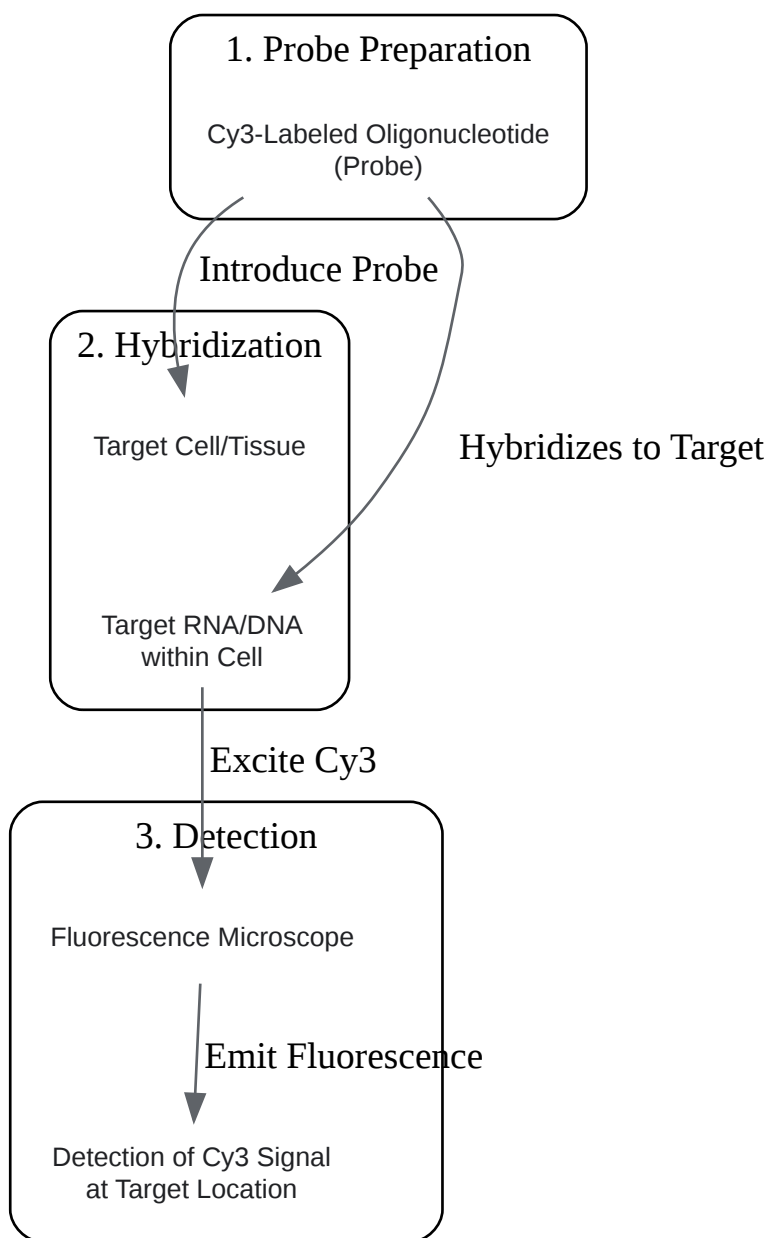 1. Probe Preparation
Cy3-Labeled Oligonucleotide
(Probe)
Introduce Probe
2. Hybridization
Target Cell/Tissue
Hybridizes to Target
Target RNA/DNA
within Cell
Excite Cy3
3. Detection
Fluorescence Microscope
Emit Fluorescence
Detection of Cy3 Signal
at Target Location